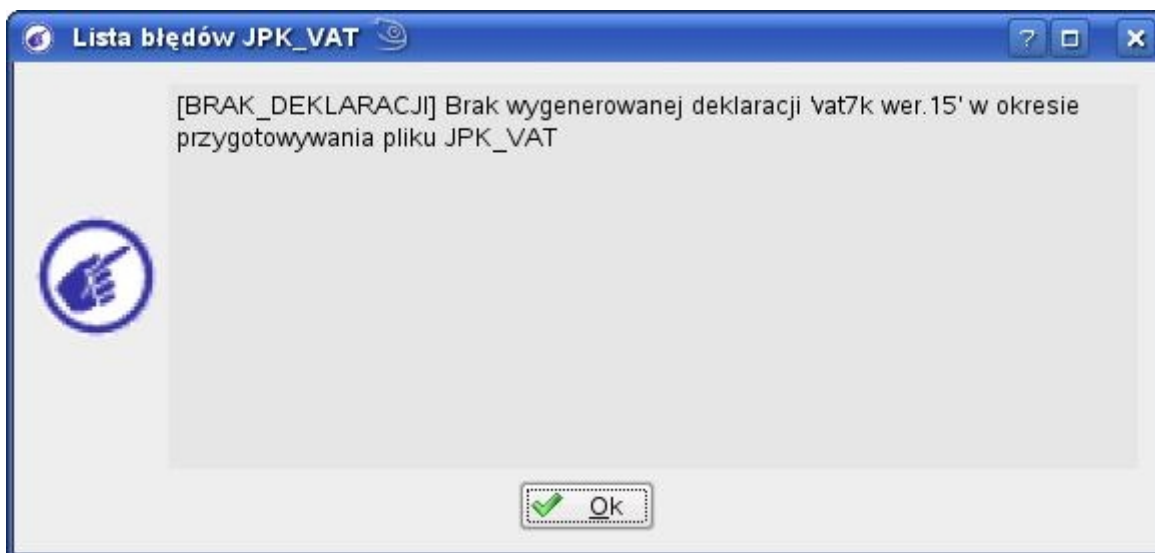 Lista błędów JPK_VAT
[BRAK_DEKLARACJI] Brak wygenerowanej deklaracji 'vat7k wer.15' w okresie
przygotowywania pliku JPK_VAT
Ok